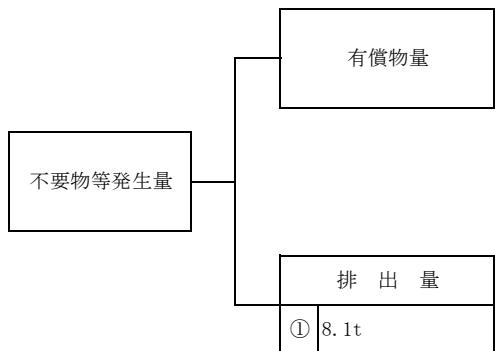 有償物量
不要物等発生量
排 出 量
① 8.1t